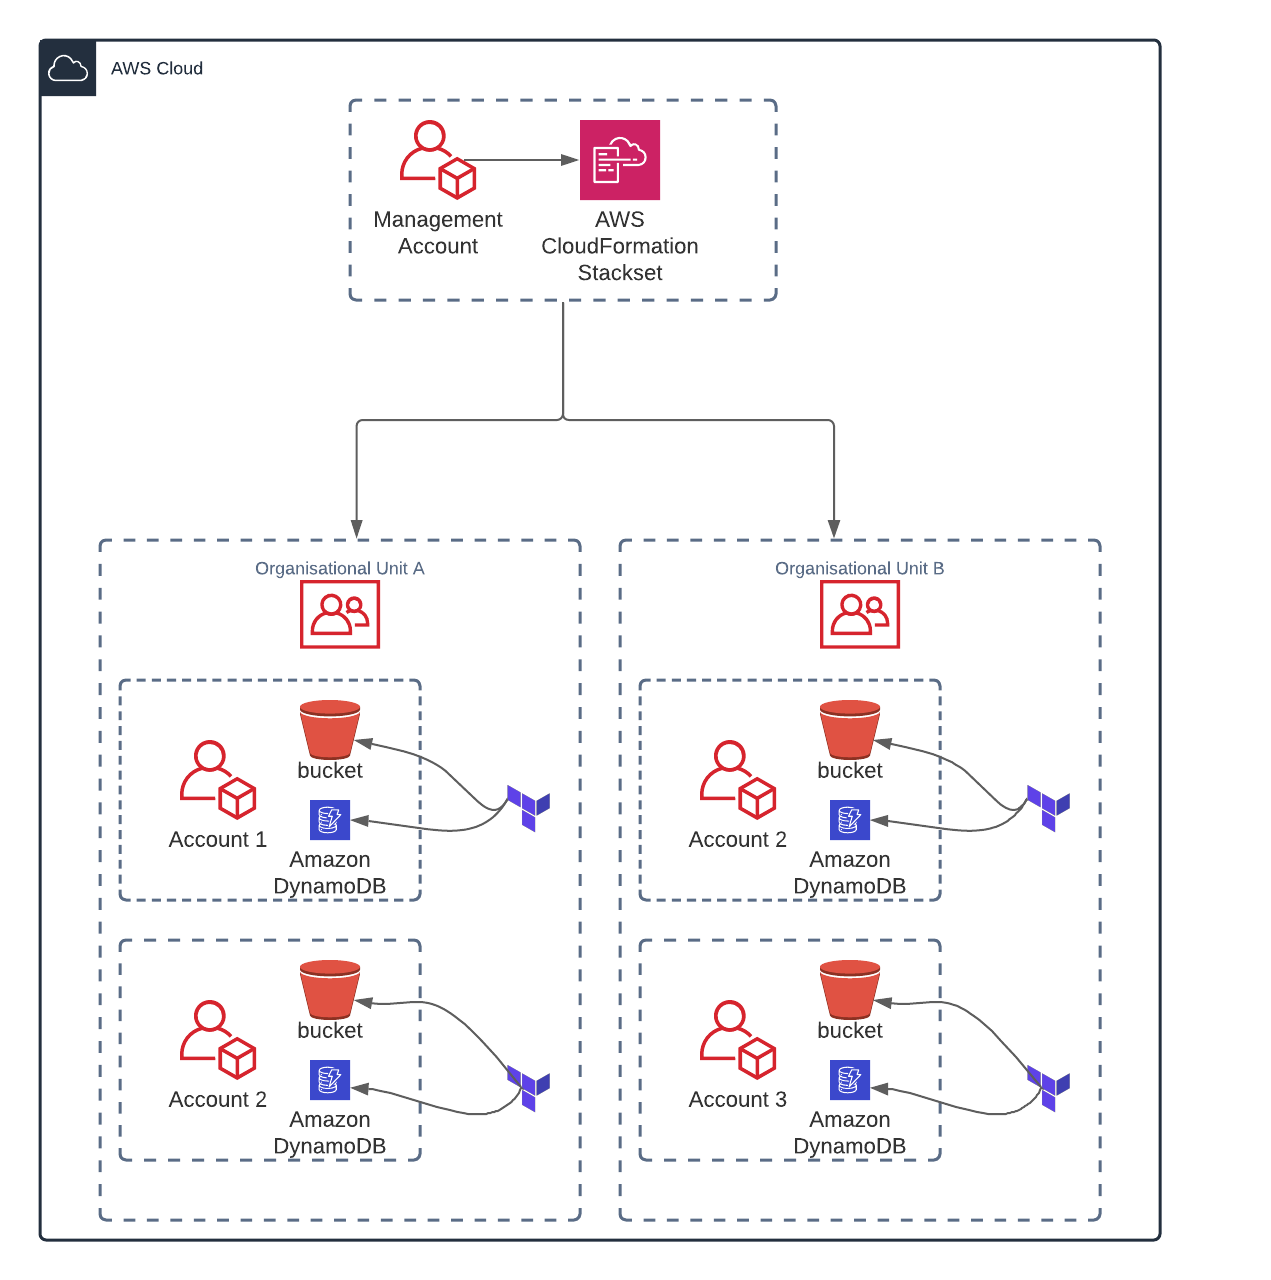 AWS Cloud
Management
Account
AWS
CloudFormation
Stackset
Organisational Unit A
bucket
Account 1
Amazon
DynamoDB
bucket
Account 2
Amazon
DynamoDB
Organisational Unit B
bucket
Account 2
Amazon
DynamoDB
bucket
Account 3
Amazon
DynamoDB